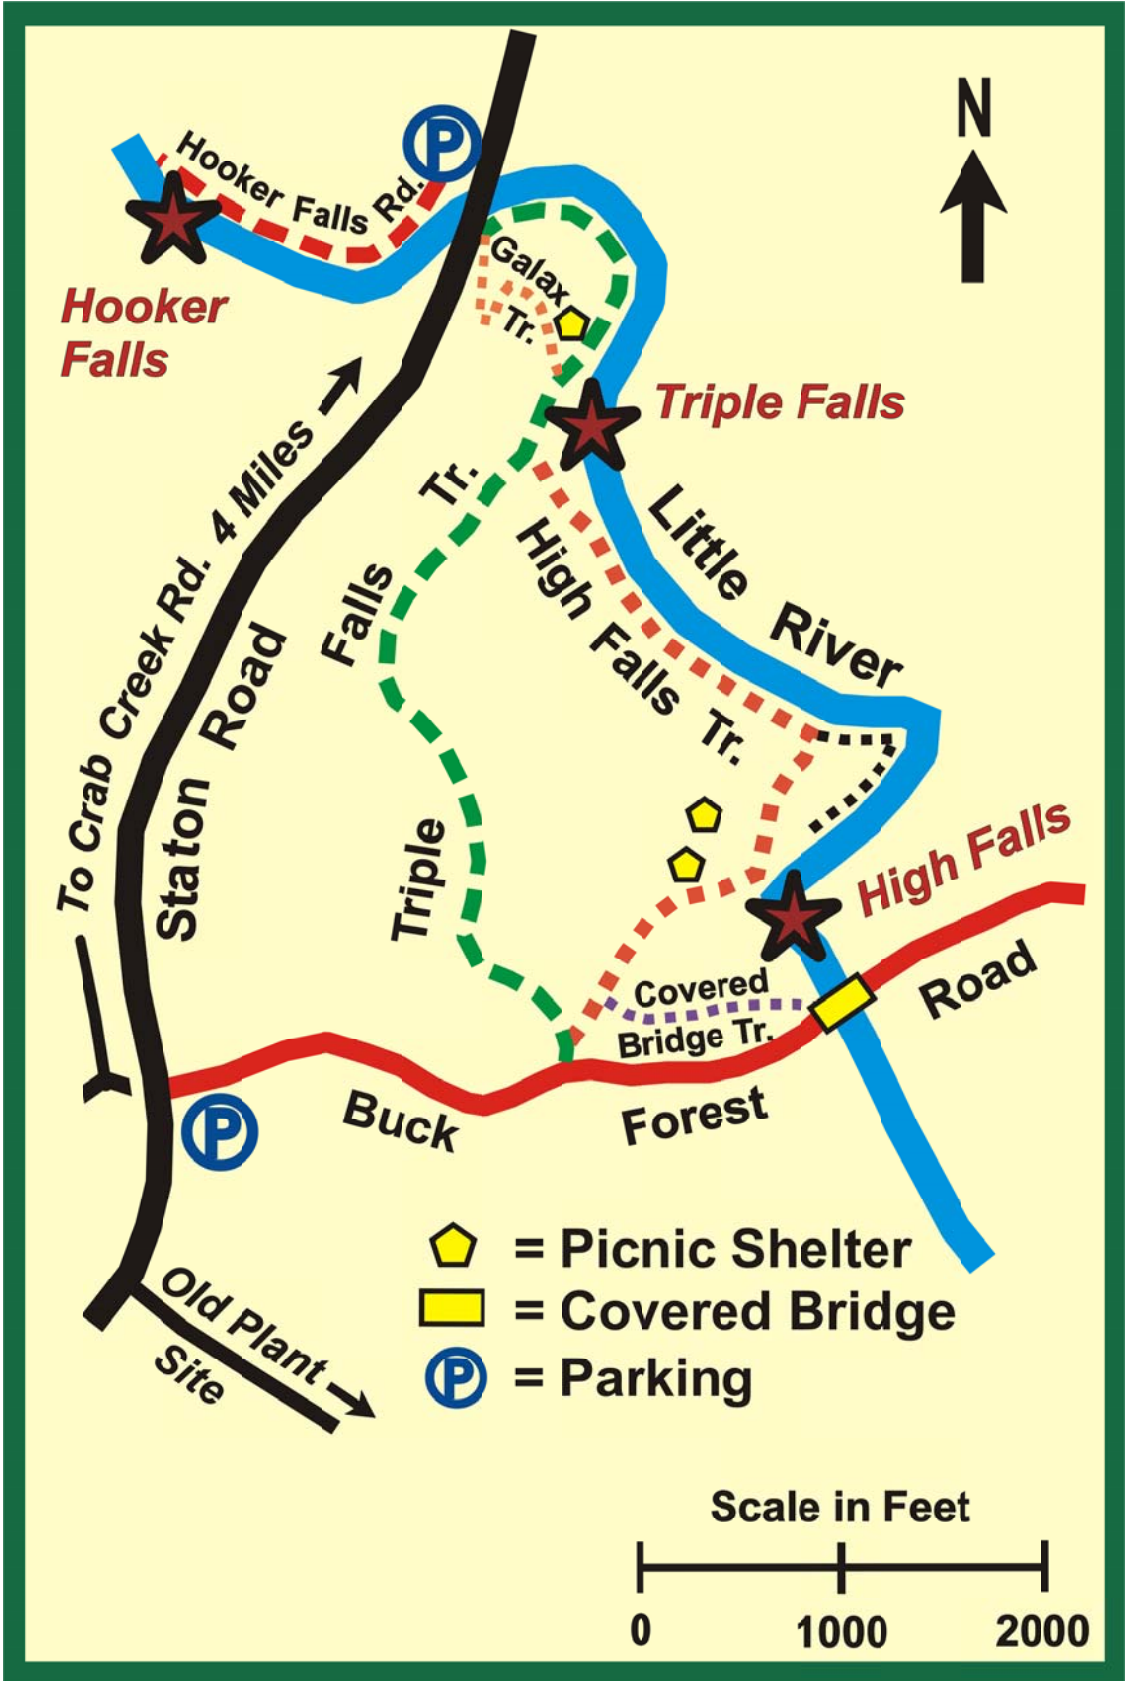 N
P
Hooker Falls Rd.
Hooker
Falls
Galax
Tr.
Triple Falls
To Crab Creek Rd. 4 Miles
Staton Road
Triple Falls Tr.
High Falls Tr.
Little River
High Falls
Covered
Bridge Tr.
Buck Forest Road
P
Old Plant
Site
= Picnic Shelter
= Covered Bridge
P = Parking
Scale in Feet
0 1000 2000